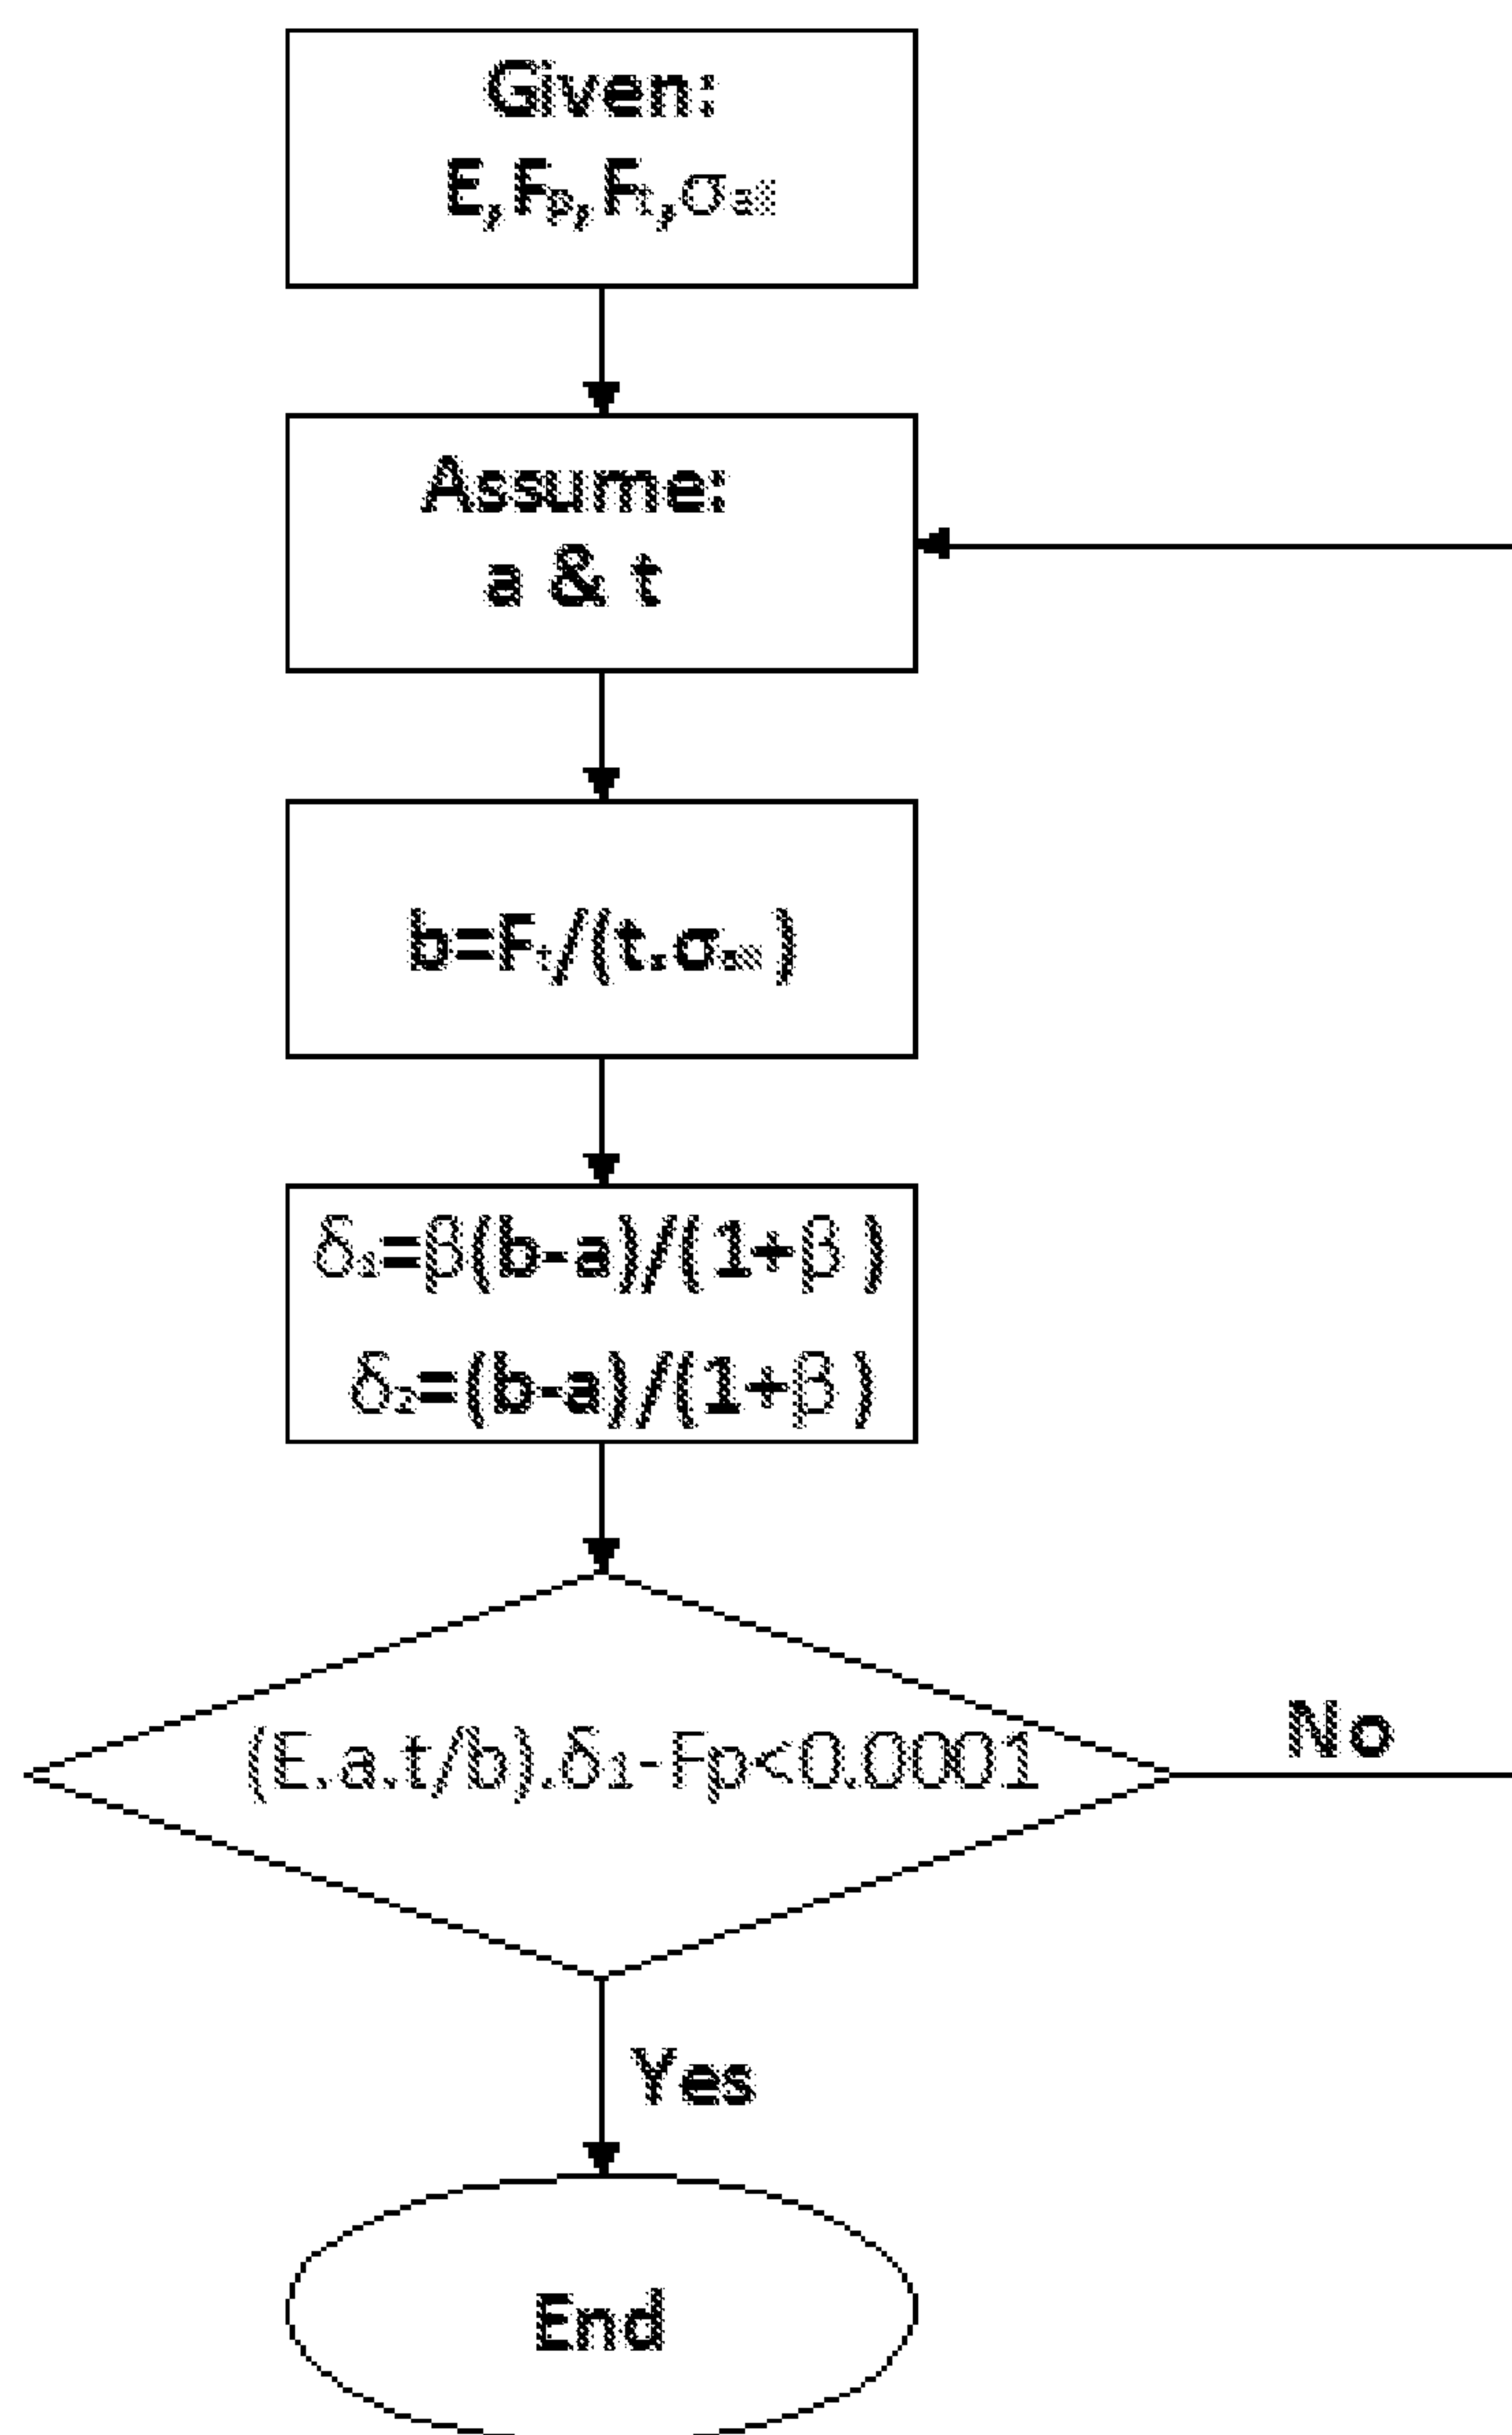 Given:
E,Fp,Ft,σ
Assume:
a & t
b=Ft/(t.σ )
δ₁=β(b-a)/(1+β )
δ₂=(b-a)/(1+β )
(E.a.t/b).δ₁-Fp<0.0001
No
Yes
End